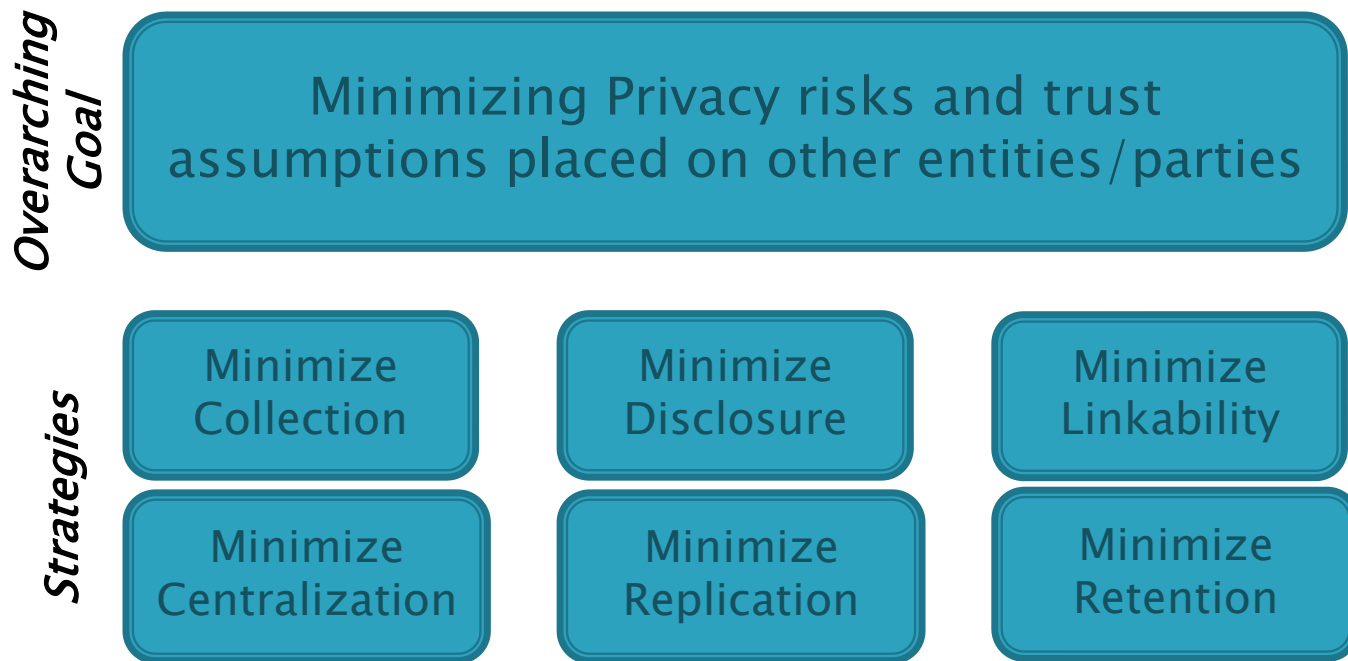 Overarching
Goal
Minimizing Privacy risks and trust
assumptions placed on other entities/parties
Strategies
Minimize
Collection
Minimize
Disclosure
Minimize
Linkability
Minimize
Centralization
Minimize
Replication
Minimize
Retention